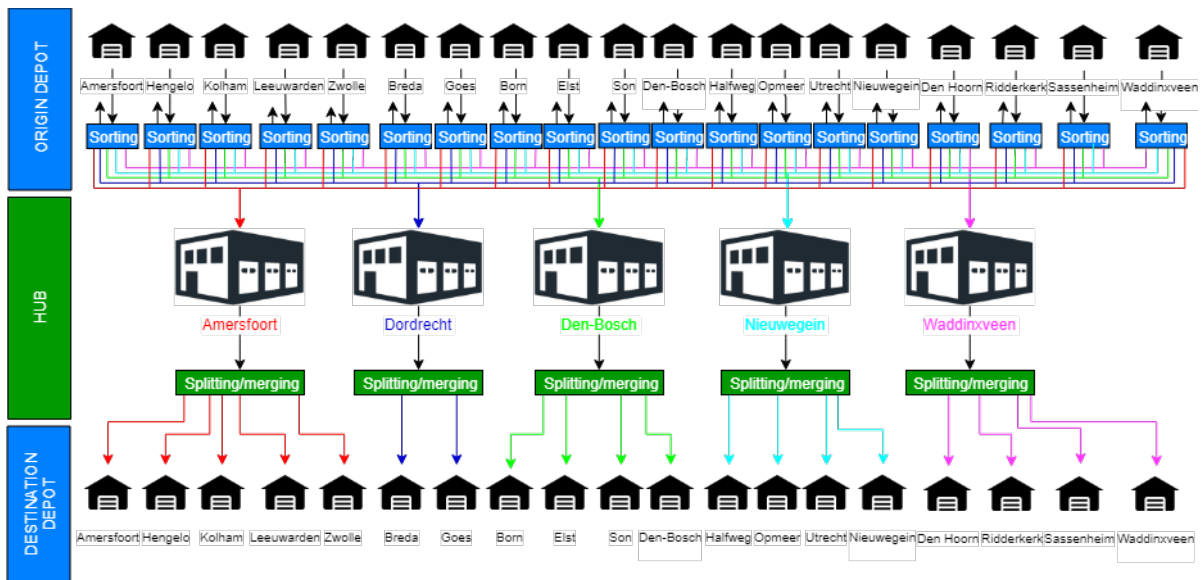 ORIGIN DEPOT
Amersfoort Hengelo Kolham Leeuwarden Zwolle Breda Goes Born Elst Son Den-Bosch Halfweg Opmeer Utrecht Nieuwegein Den Hoorn Ridderkerk Sassenheim Waddinxveen
Sorting Sorting Sorting Sorting Sorting Sorting Sorting Sorting Sorting Sorting Sorting Sorting Sorting Sorting Sorting Sorting Sorting Sorting Sorting
HUB
Amersfoort Dordrecht Den-Bosch Nieuwegein Waddinxveen
Splitting/merging Splitting/merging Splitting/merging Splitting/merging Splitting/merging
DESTINATION
DEPOT
Amersfoort Hengelo Kolham Leeuwarden Zwolle Breda Goes Born Elst Son Den-Bosch Halfweg Opmeer Utrecht Nieuwegein Den Hoorn Ridderkerk Sassenheim Waddinxveen